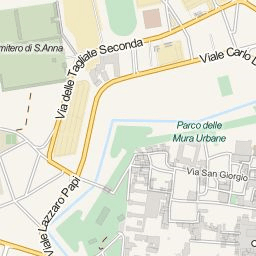 mitero di S.Anna
Via delle Tagliate Seconda
Viale Carlo D
Parco delle
Mura Urbane
Via San Giorgio
Viale Lazzaro Papi